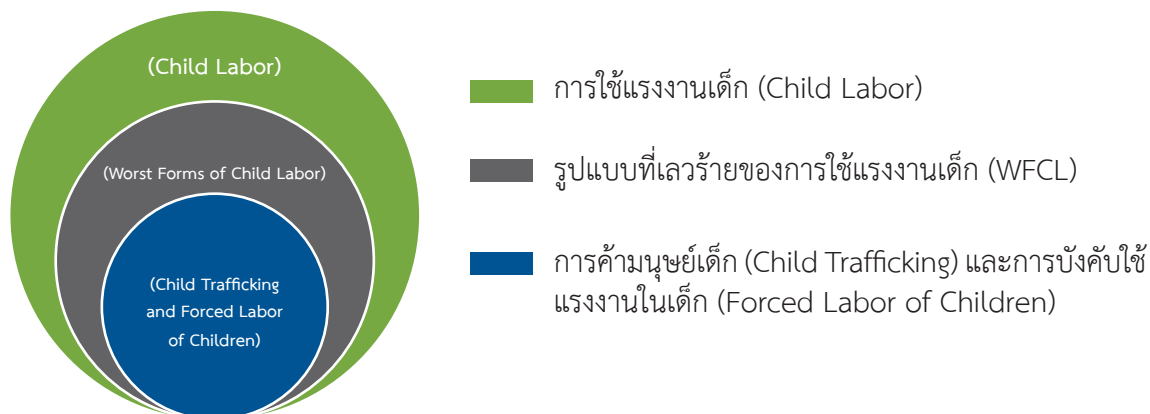 (Child Labor)
(Worst Forms of Child Labor)
(Child Trafficking
and Forced Labor
of Children)
การใช้แรงงานเด็ก (Child Labor)
รูปแบบที่เลวร้ายของการใช้แรงงานเด็ก (WFCL)
การค้ามนุษย์เด็ก (Child Trafficking) และการบังคับใช้
แรงงานในเด็ก (Forced Labor of Children)